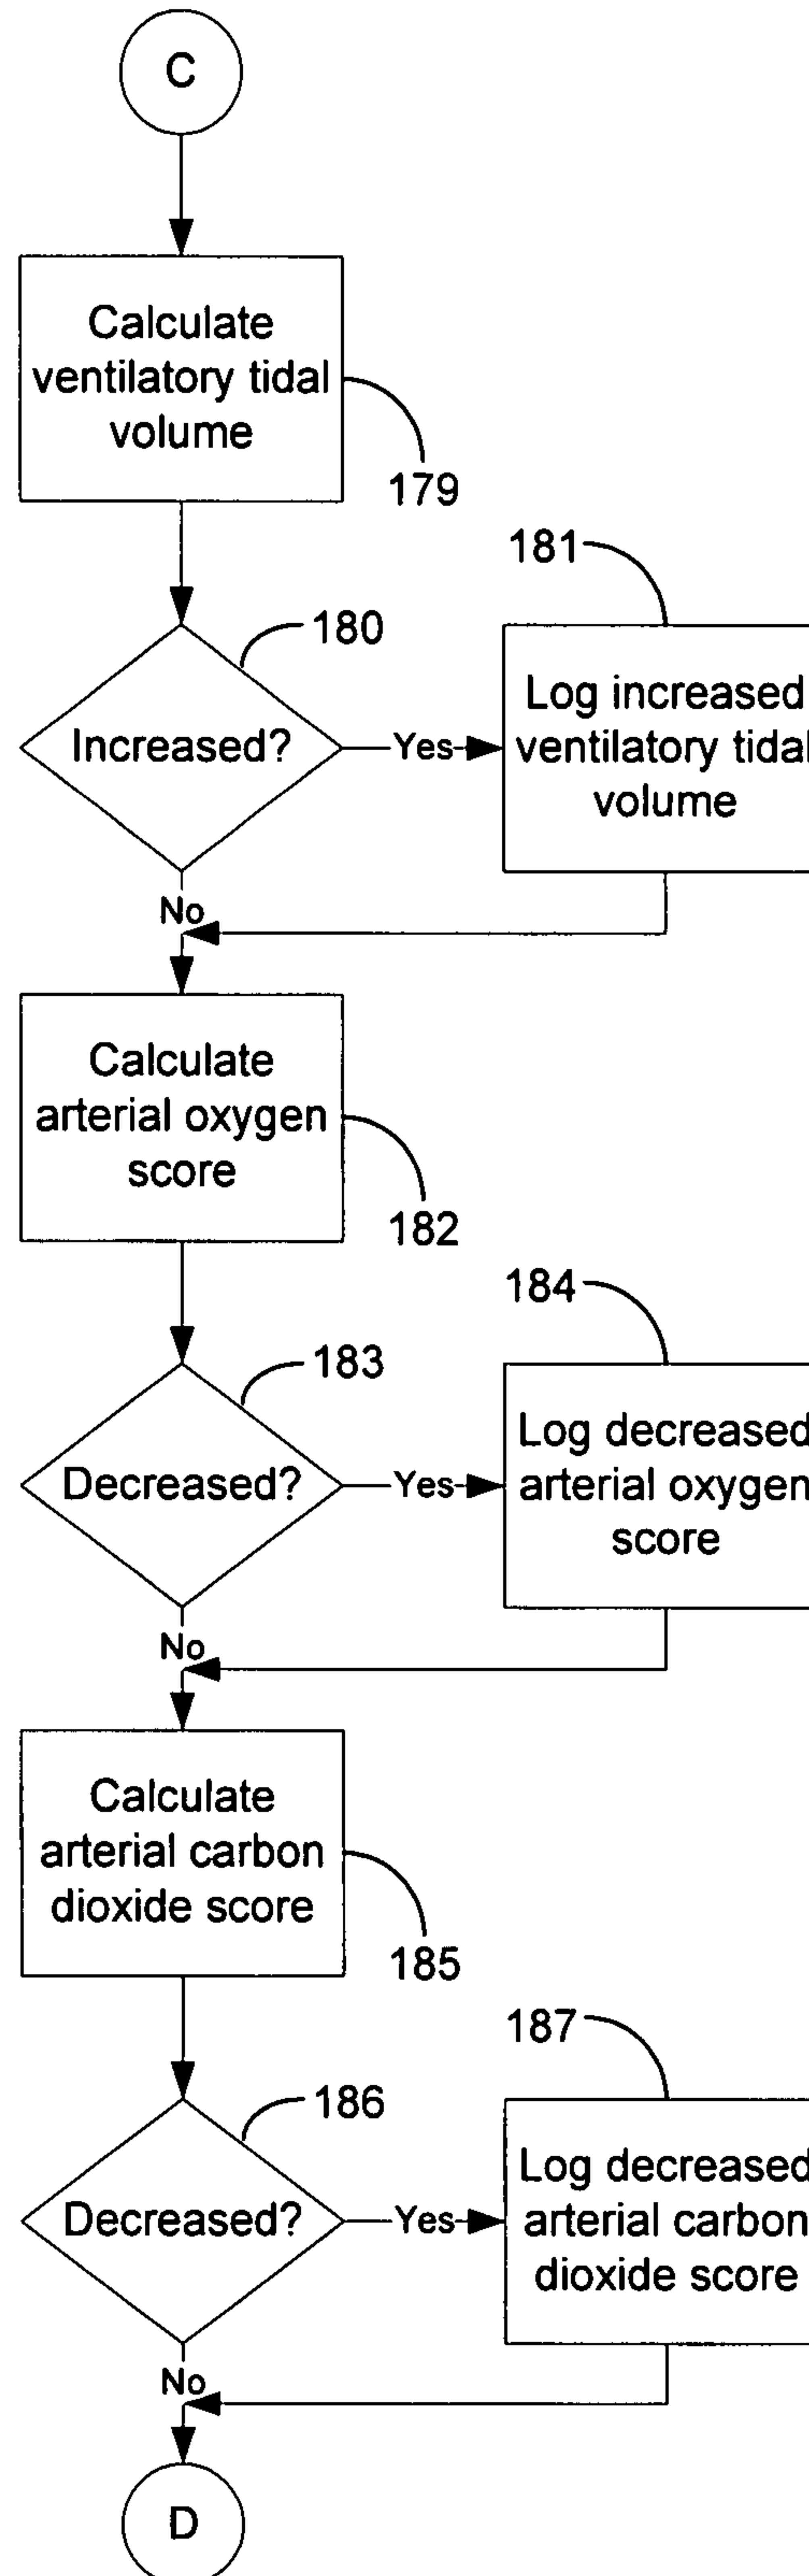 C
Calculate
ventilatory tidal
volume
179
180
Increased?
Yes
No
181
Log increased
ventilatory tidal
volume
Calculate
arterial oxygen
score
182
183
Decreased?
Yes
No
184
Log decreased
arterial oxygen
score
Calculate
arterial carbon
dioxide score
185
186
Decreased?
Yes
No
187
Log decreased
arterial carbon
dioxide score
D